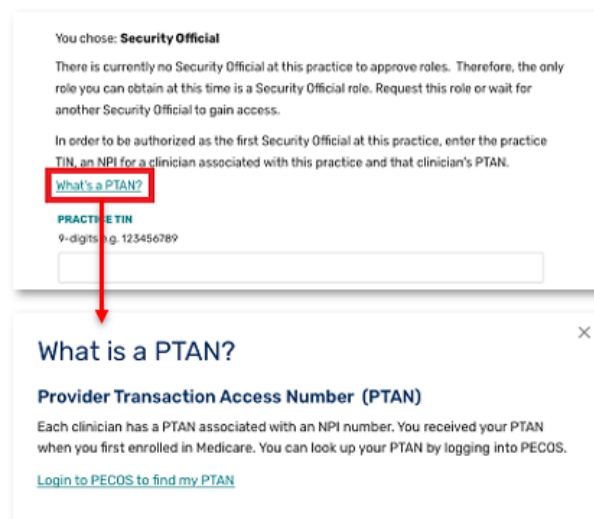 You chose: Security Official
There is currently no Security Official at this practice to approve roles. Therefore, the only
role you can obtain at this time is a Security Official role. Request this role or wait for
another Security Official to gain access.
In order to be authorized as the first Security Official at this practice, enter the practice
TIN, an NPI for a clinician associated with this practice and that clinician's PTAN.
What's a PTAN?
PRACTICE TIN
9-digits e.g. 123456789
What is a PTAN?
Provider Transaction Access Number (PTAN)
Each clinician has a PTAN associated with an NPI number. You received your PTAN
when you first enrolled in Medicare. You can look up your PTAN by logging into PECOS.
Login to PECOS to find my PTAN